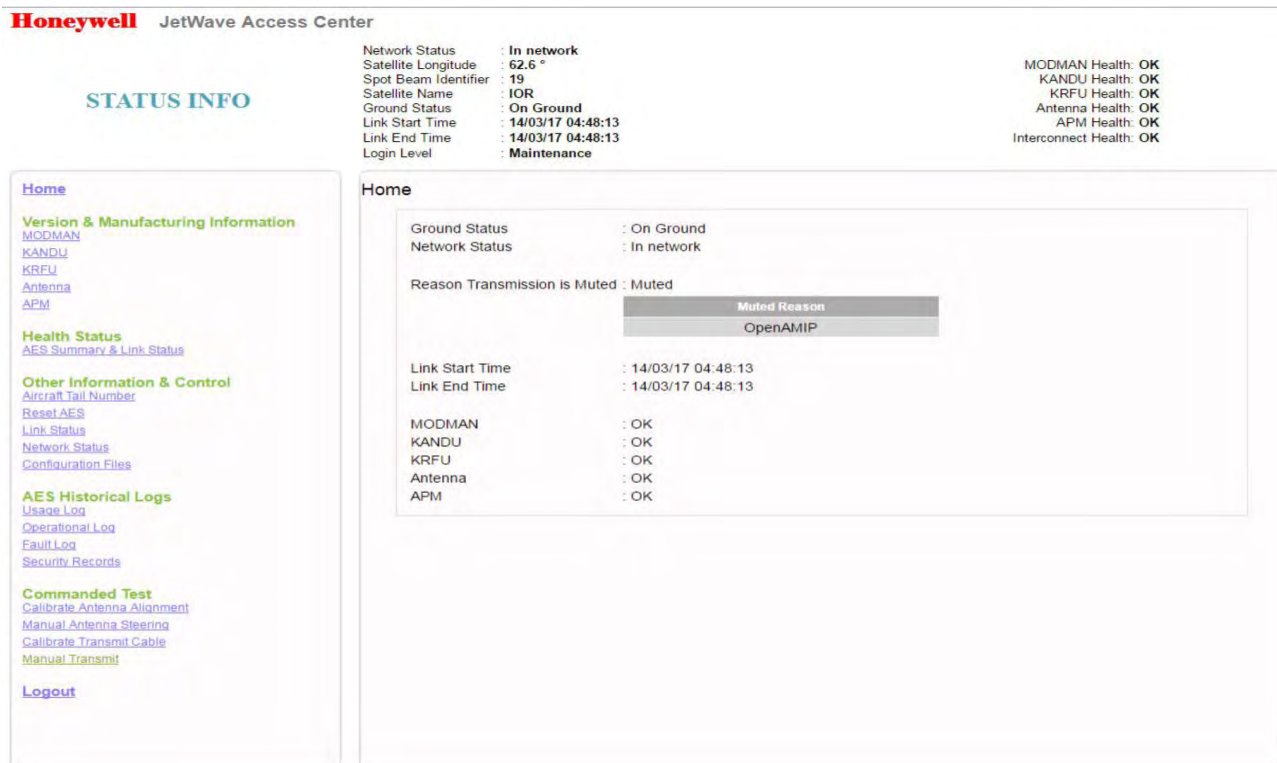 Honeywell JetWave Access Center
STATUS INFO
Network Status : In network
Satellite Longitude : 62.6 °
Spot Beam Identifier : 19
Satellite Name : IOR
Ground Status : On Ground
Link Start Time : 14/03/17 04:48:13
Link End Time : 14/03/17 04:48:13
Login Level : Maintenance
MODMAN Health: OK
KANDU Health: OK
KRFU Health: OK
Antenna Health: OK
APM Health: OK
Interconnect Health: OK
Home
Version & Manufacturing Information
MODMAN
KANDU
KRFU
Antenna
APM
Health Status
AES Summary & Link Status
Other Information & Control
Aircraft Tail Number
Reset AES
Link Status
Network Status
Configuration Files
AES Historical Logs
Usage Log
Operational Log
Fault Log
Security Records
Commanded Test
Calibrate Antenna Alignment
Manual Antenna Steering
Calibrate Transmit Cable
Manual Transmit
Logout
Home
Ground Status : On Ground
Network Status : In network
Reason Transmission is Muted : Muted
Muted Reason
OpenAMIP
Link Start Time : 14/03/17 04:48:13
Link End Time : 14/03/17 04:48:13
MODMAN : OK
KANDU : OK
KRFU : OK
Antenna : OK
APM : OK